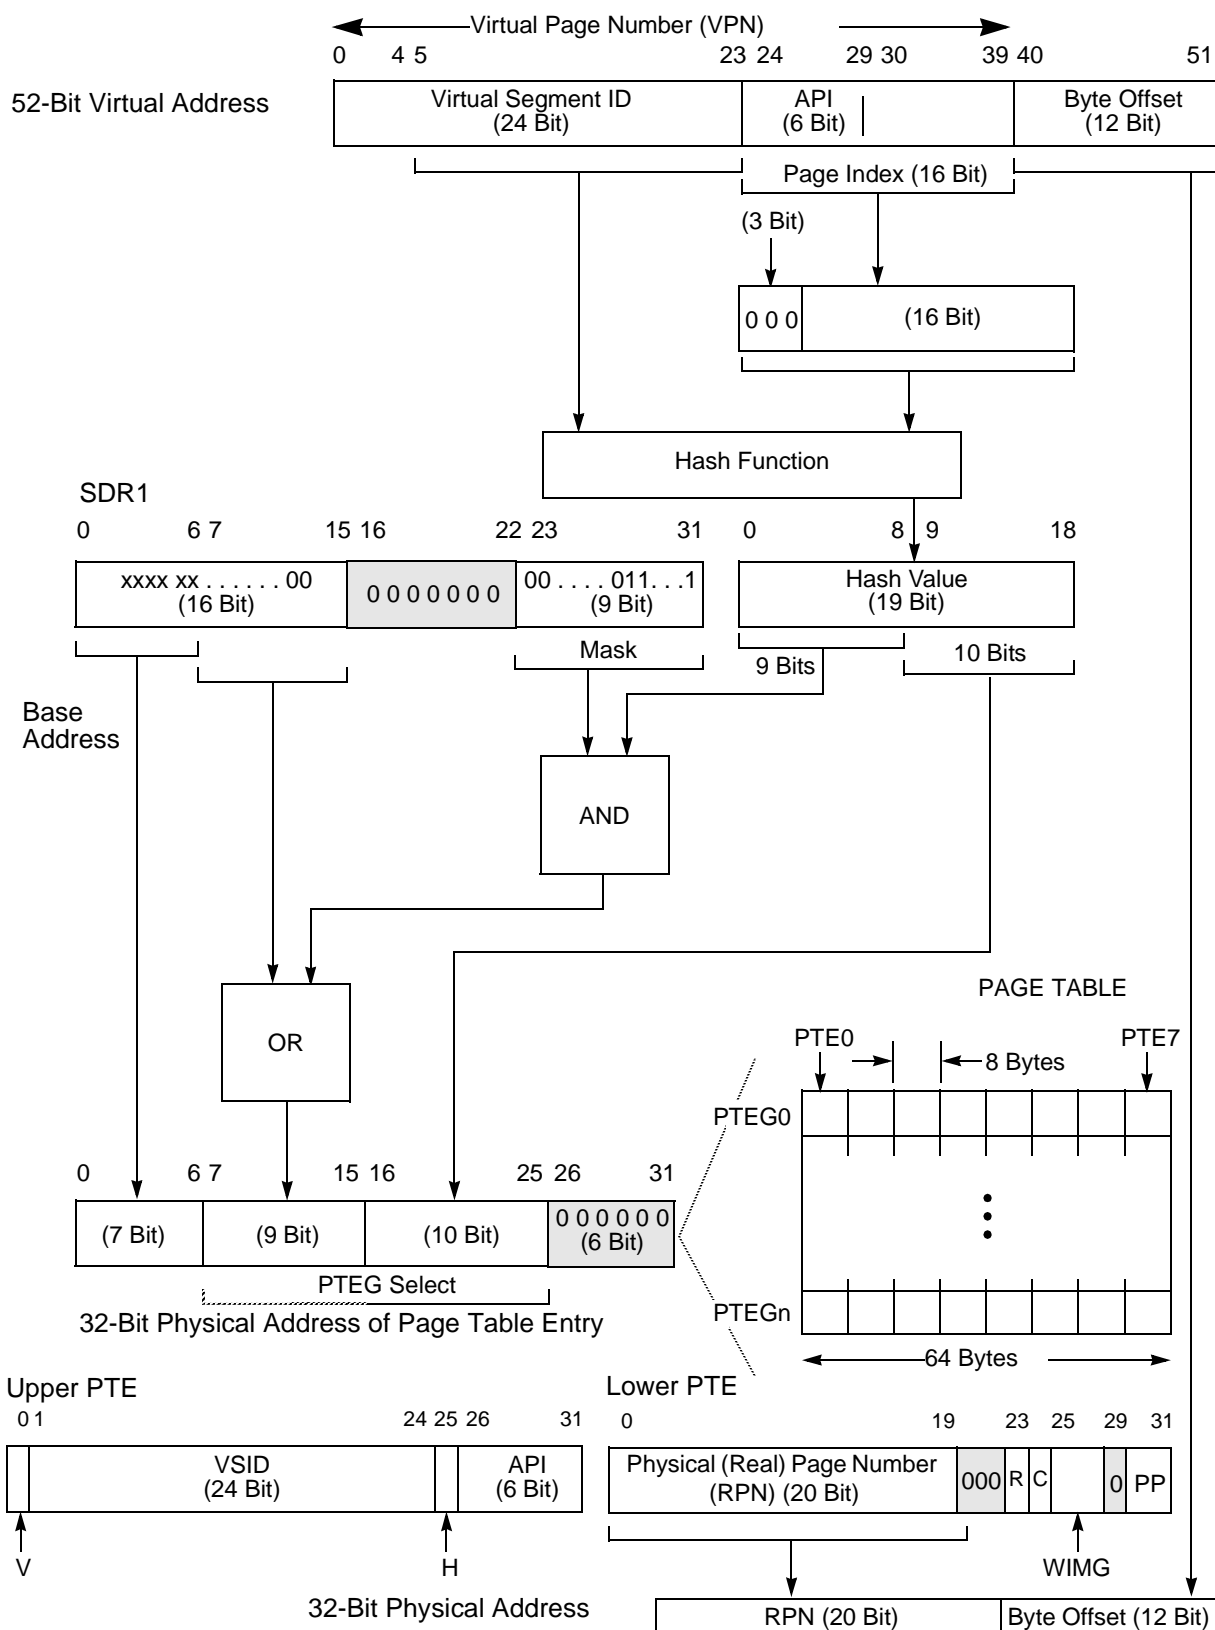 Virtual Page Number (VPN)
0 4 5 23 24 29 30 39 40 51
52-Bit Virtual Address
Virtual Segment ID
(24 Bit)
API
(6 Bit)
Byte Offset
(12 Bit)
Page Index (16 Bit)
(3 Bit)
0 0 0
(16 Bit)
Hash Function
SDR1
0 6 7 15 16 22 23 31
0 8 9 18
xxxx xx . . . . . . 00
(16 Bit)
0 0 0 0 0 0 0
00 . . . . 011. . .1
(9 Bit)
Hash Value
(19 Bit)
Mask
9 Bits
10 Bits
Base
Address
AND
OR
PAGE TABLE
PTE0
PTE7
8 Bytes
PTEG0
0 6 7 15 16 25 26 31
(7 Bit)
(9 Bit)
(10 Bit)
0 0 0 0 0 0
(6 Bit)
PTEG Select
32-Bit Physical Address of Page Table Entry
PTEGn
64 Bytes
Upper PTE
0 1 24 25 26 31
VSID
(24 Bit)
API
(6 Bit)
V
H
Lower PTE
0 19 23 25 29 31
Physical (Real) Page Number
(RPN) (20 Bit)
000
R
C
0
PP
WIMG
32-Bit Physical Address
RPN (20 Bit)
Byte Offset (12 Bit)